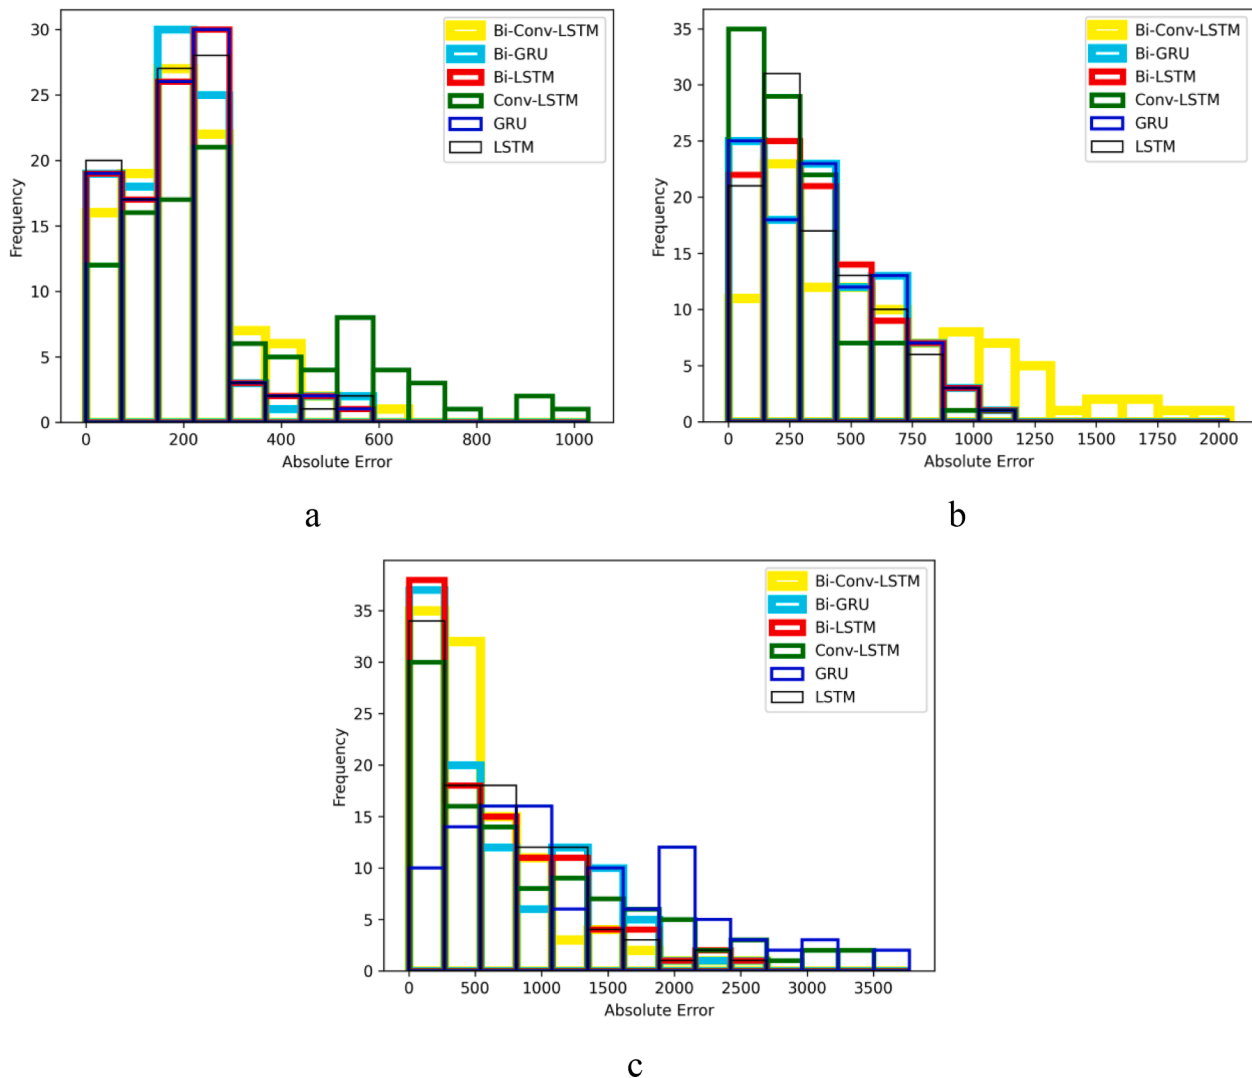 30
25
20
15
10
5
0
Frequency
0
200
400
600
800
1000
Absolute Error
Bi-Conv-LSTM
Bi-GRU
Bi-LSTM
Conv-LSTM
GRU
LSTM
a
35
30
25
20
15
10
5
0
Frequency
0
250
500
750
1000
1250
1500
1750
2000
Absolute Error
Bi-Conv-LSTM
Bi-GRU
Bi-LSTM
Conv-LSTM
GRU
LSTM
b
35
30
25
20
15
10
5
0
Frequency
0
500
1000
1500
2000
2500
3000
3500
Absolute Error
Bi-Conv-LSTM
Bi-GRU
Bi-LSTM
Conv-LSTM
GRU
LSTM
c